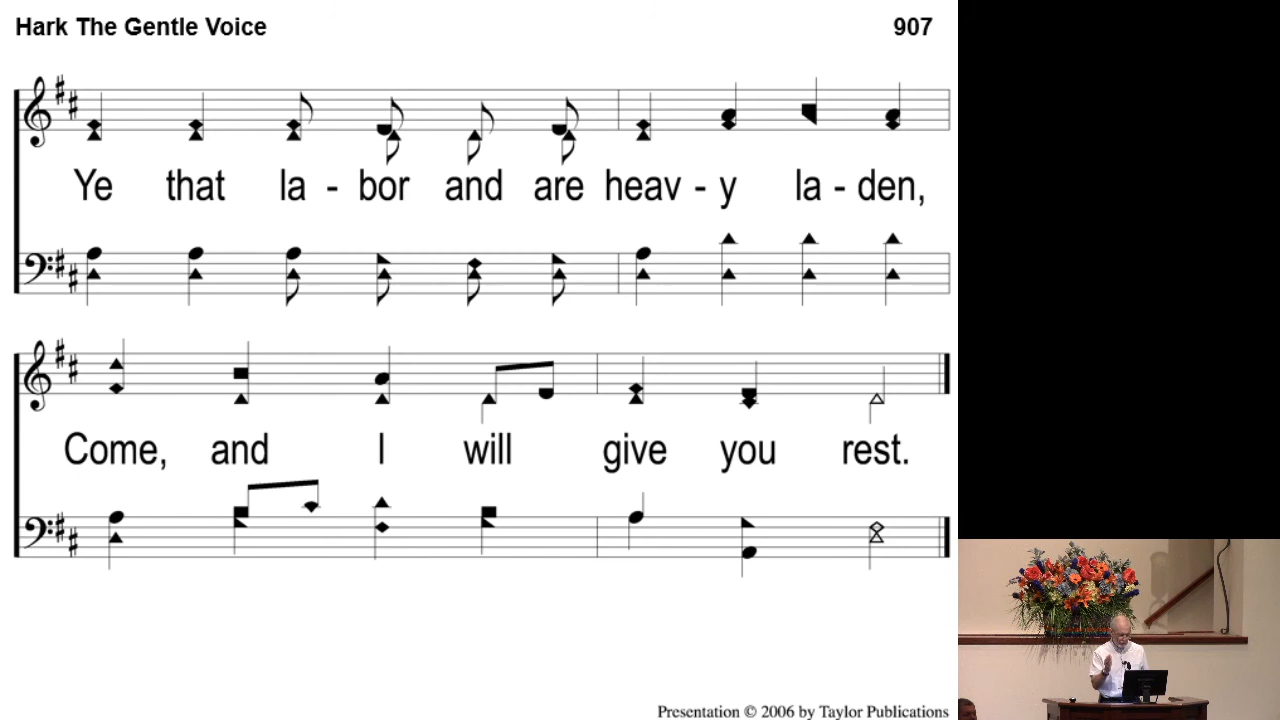 Hark The Gentle Voice
907
Ye that la - bor and are heav - y la - den,
Come, and I will give you rest.
Presentation © 2006 by Taylor Publications